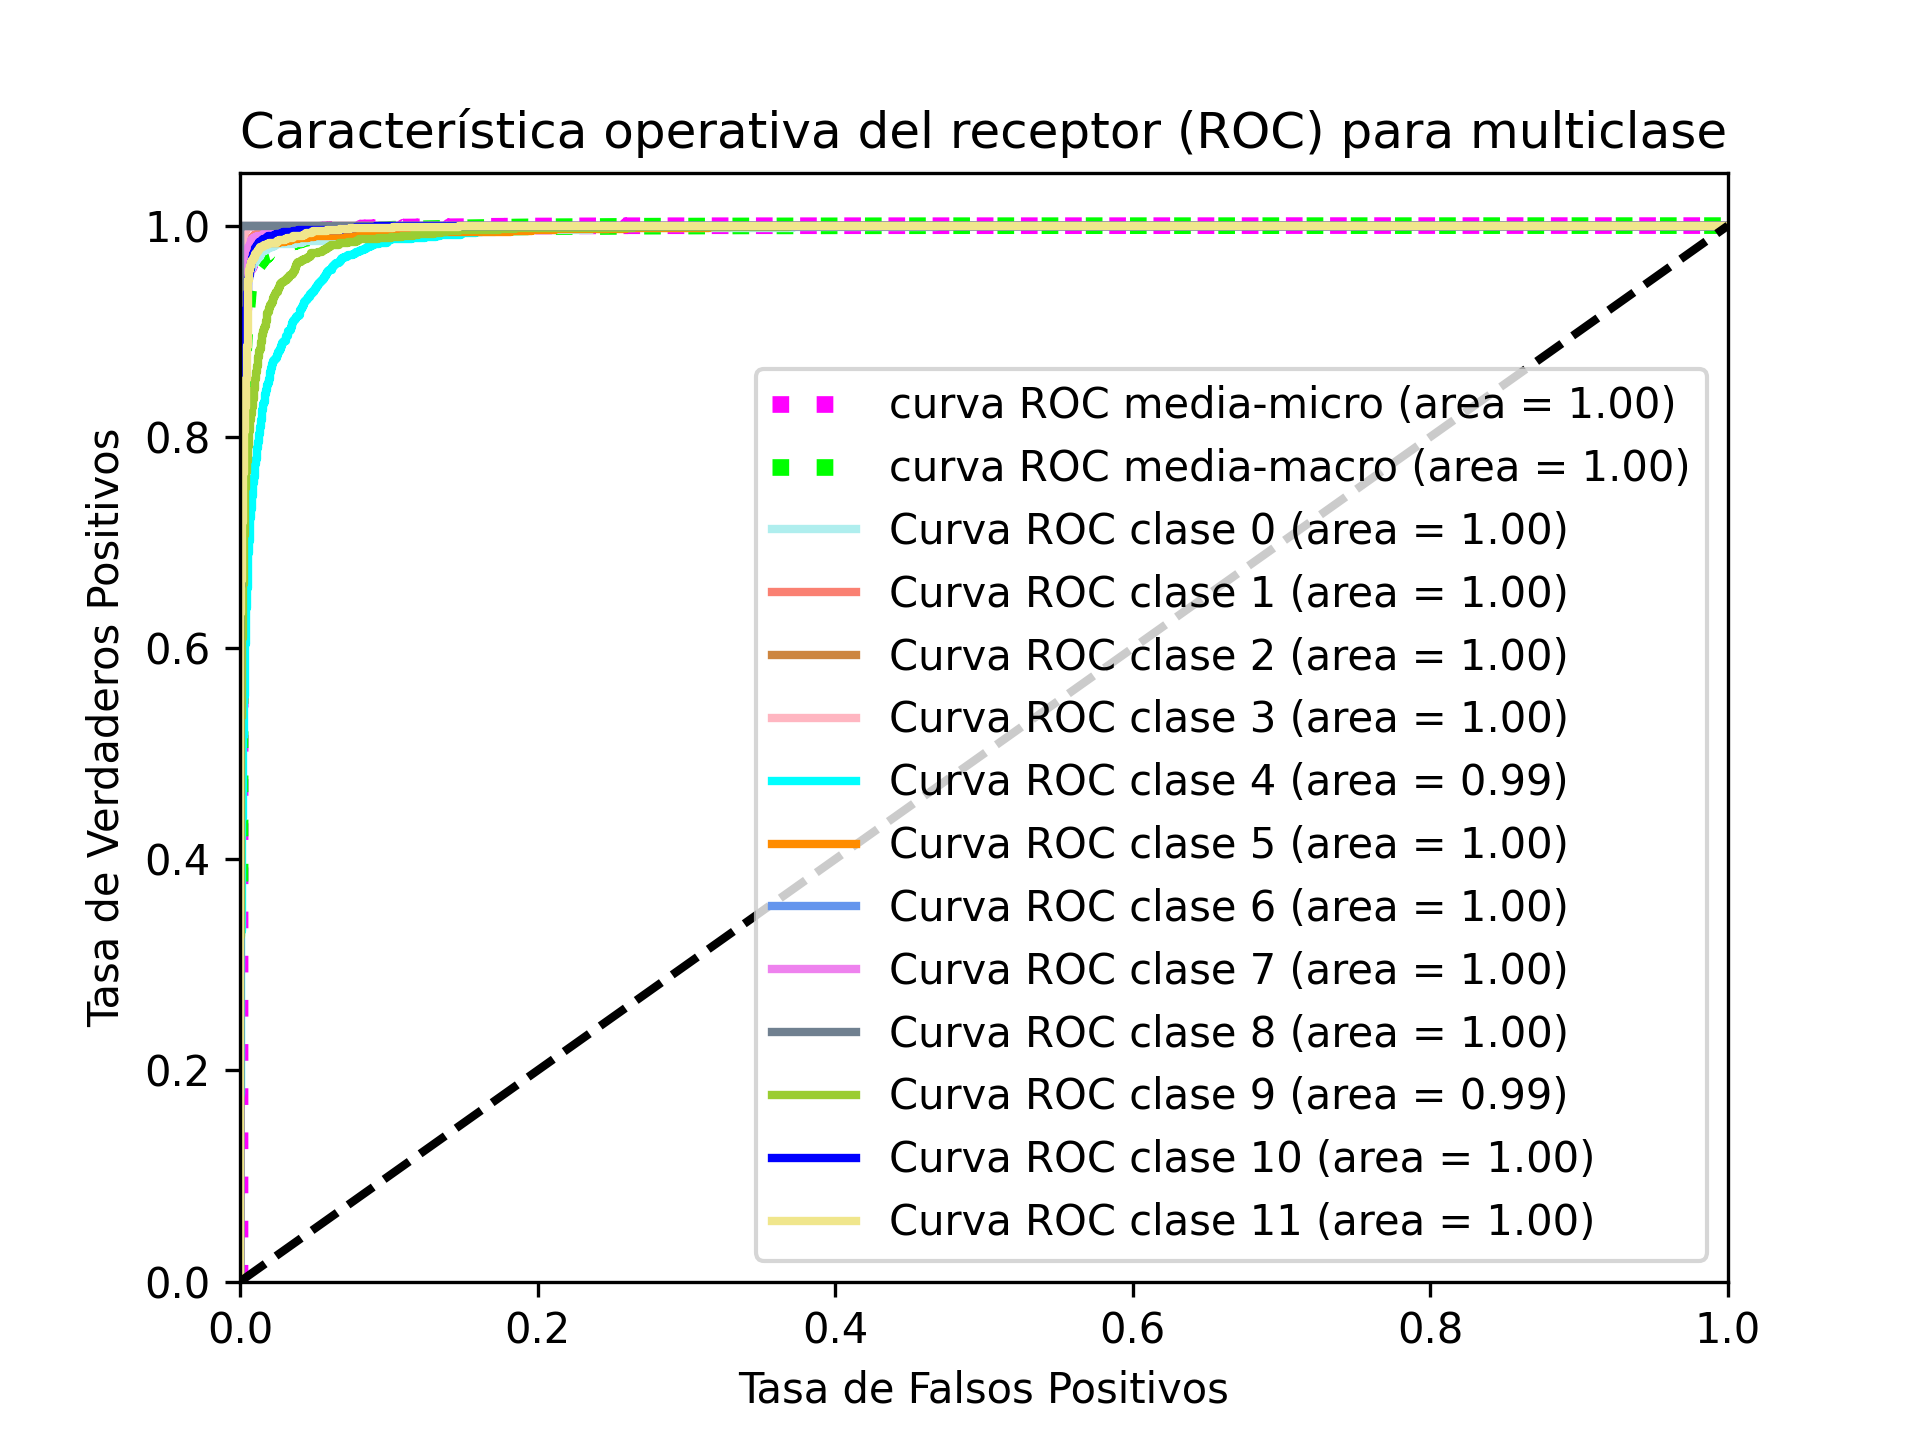 Característica operativa del receptor (ROC) para multiclase
Tasa de Verdaderos Positivos
1.0
0.8
0.6
0.4
0.2
0.0
curva ROC media-micro (area = 1.00)
curva ROC media-macro (area = 1.00)
Curva ROC clase 0 (area = 1.00)
Curva ROC clase 1 (area = 1.00)
Curva ROC clase 2 (area = 1.00)
Curva ROC clase 3 (area = 1.00)
Curva ROC clase 4 (area = 0.99)
Curva ROC clase 5 (area = 1.00)
Curva ROC clase 6 (area = 1.00)
Curva ROC clase 7 (area = 1.00)
Curva ROC clase 8 (area = 1.00)
Curva ROC clase 9 (area = 0.99)
Curva ROC clase 10 (area = 1.00)
Curva ROC clase 11 (area = 1.00)
0.0 0.2 0.4 0.6 0.8 1.0
Tasa de Falsos Positivos